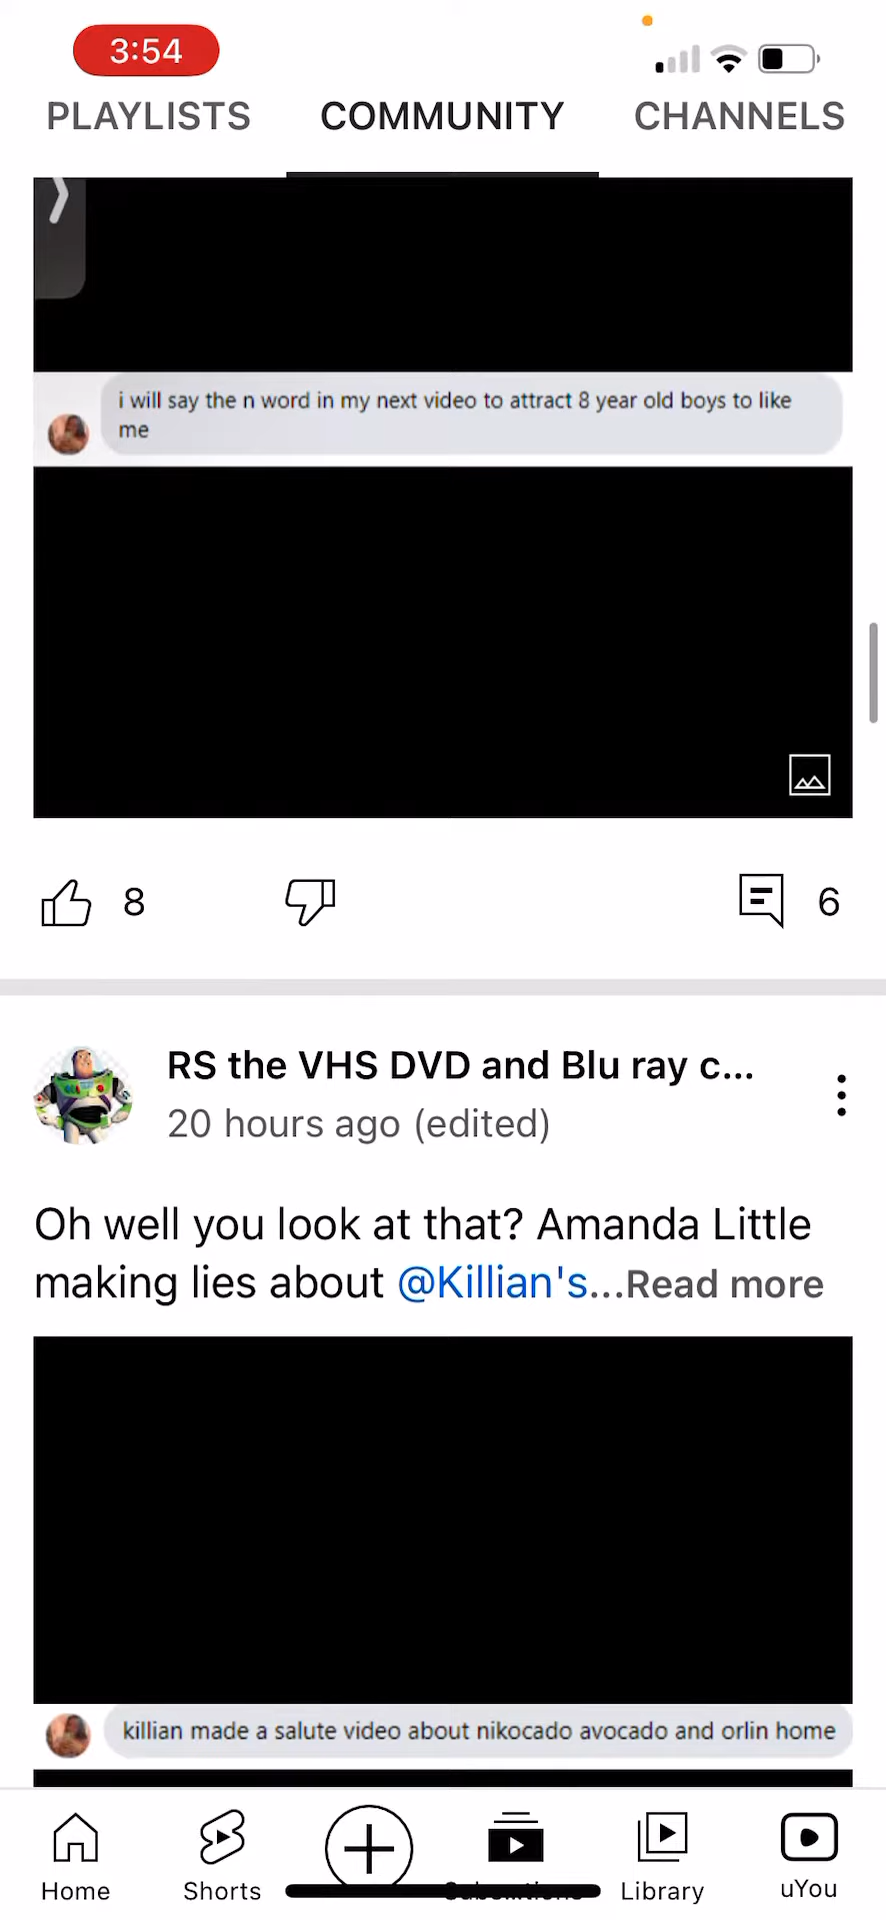 3:54
PLAYLISTS COMMUNITY CHANNELS
i will say the n word in my next video to attract 8 year old boys to like
me
8 6
RS the VHS DVD and Blu ray c...
20 hours ago (edited)
Oh well you look at that? Amanda Little
making lies about @Killian's...Read more
killian made a salute video about nikocado avocado and orlin home
Home Shorts Library uYou